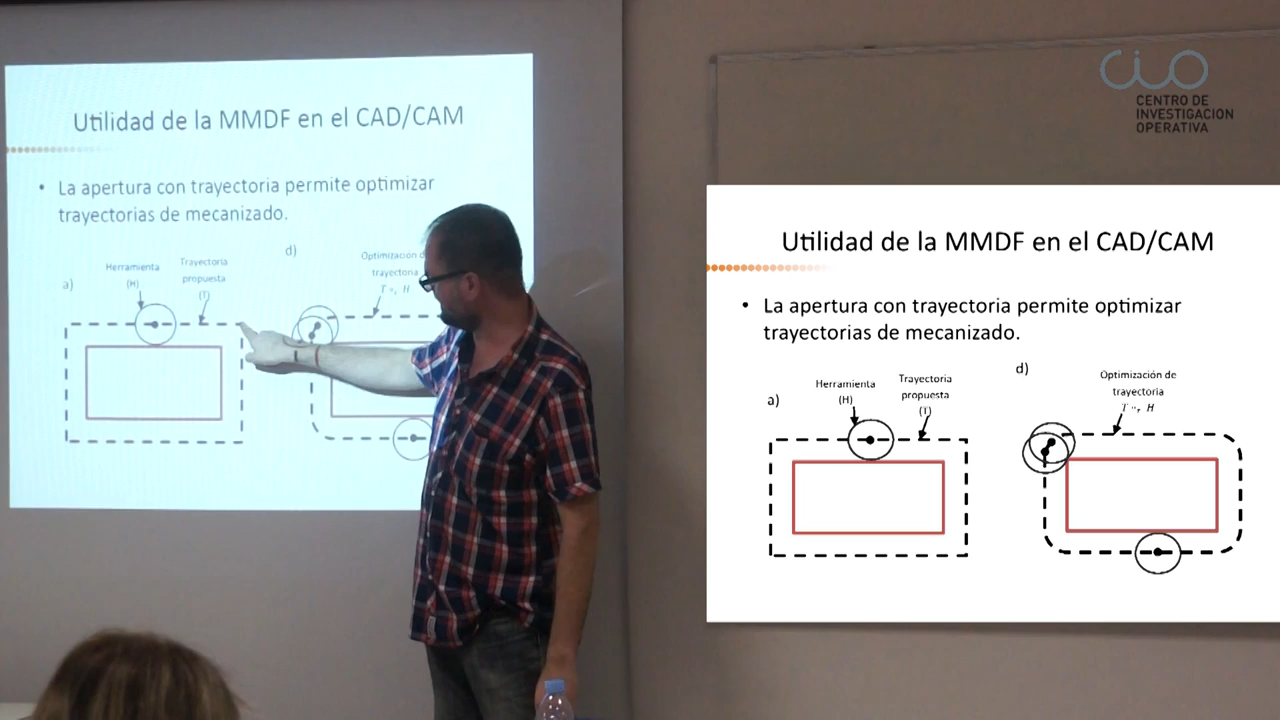 Utilidad de la MMDF en el CAD/CAM
• La apertura con trayectoria permite optimizar
trayectorias de mecanizado.
a)
Herramienta
(H)
Trayectoria
propuesta
(T)
d)
Optimización d
trayectoria
CIO
CENTRO DE
INVESTIGACION
OPERATIVA
Utilidad de la MMDF en el CAD/CAM
• La apertura con trayectoria permite optimizar
trayectorias de mecanizado.
a)
Herramienta
(H)
Trayectoria
propuesta
(T)
d)
Optimización de
trayectoria